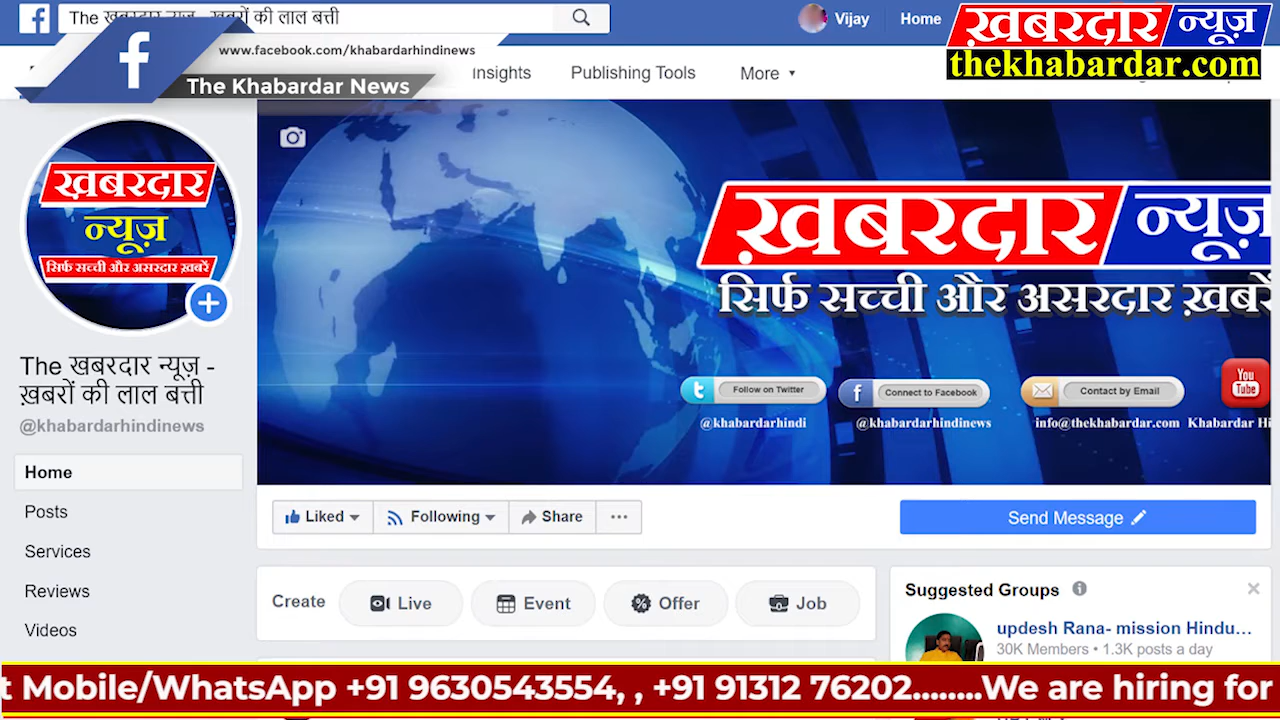 The ख़बरदार न्यूज़ - ख़बरों की लाल बत्ती
Vijay
Home
ख़बरदार न्यूज़
thekhabardar.com
www.facebook.com/khabardarhindinews
The Khabardar News
Insights
Publishing Tools
More
ख़बरदार
न्यूज़
सिर्फ सच्ची और असरदार ख़बरें
ख़बरदार न्यूज़
सिर्फ सच्ची और असरदार ख़बरें
Follow on Twitter
Connect to Facebook
Contact by Email
You
Tube
@khabardarhindi
@khabardarhindinews
info@thekhabardar.com
Khabardar Hi
The खबरदार न्यूज़ -
ख़बरों की लाल बत्ती
@khabardarhindinews
Home
Posts
Services
Reviews
Videos
Liked
Following
Share
Send Message
Create
Live
Event
Offer
Job
Suggested Groups
updesh Rana- mission Hindu...
30K Members • 1.3K posts a day
t Mobile/WhatsApp +91 9630543554, , +91 91312 76202........We are hiring for